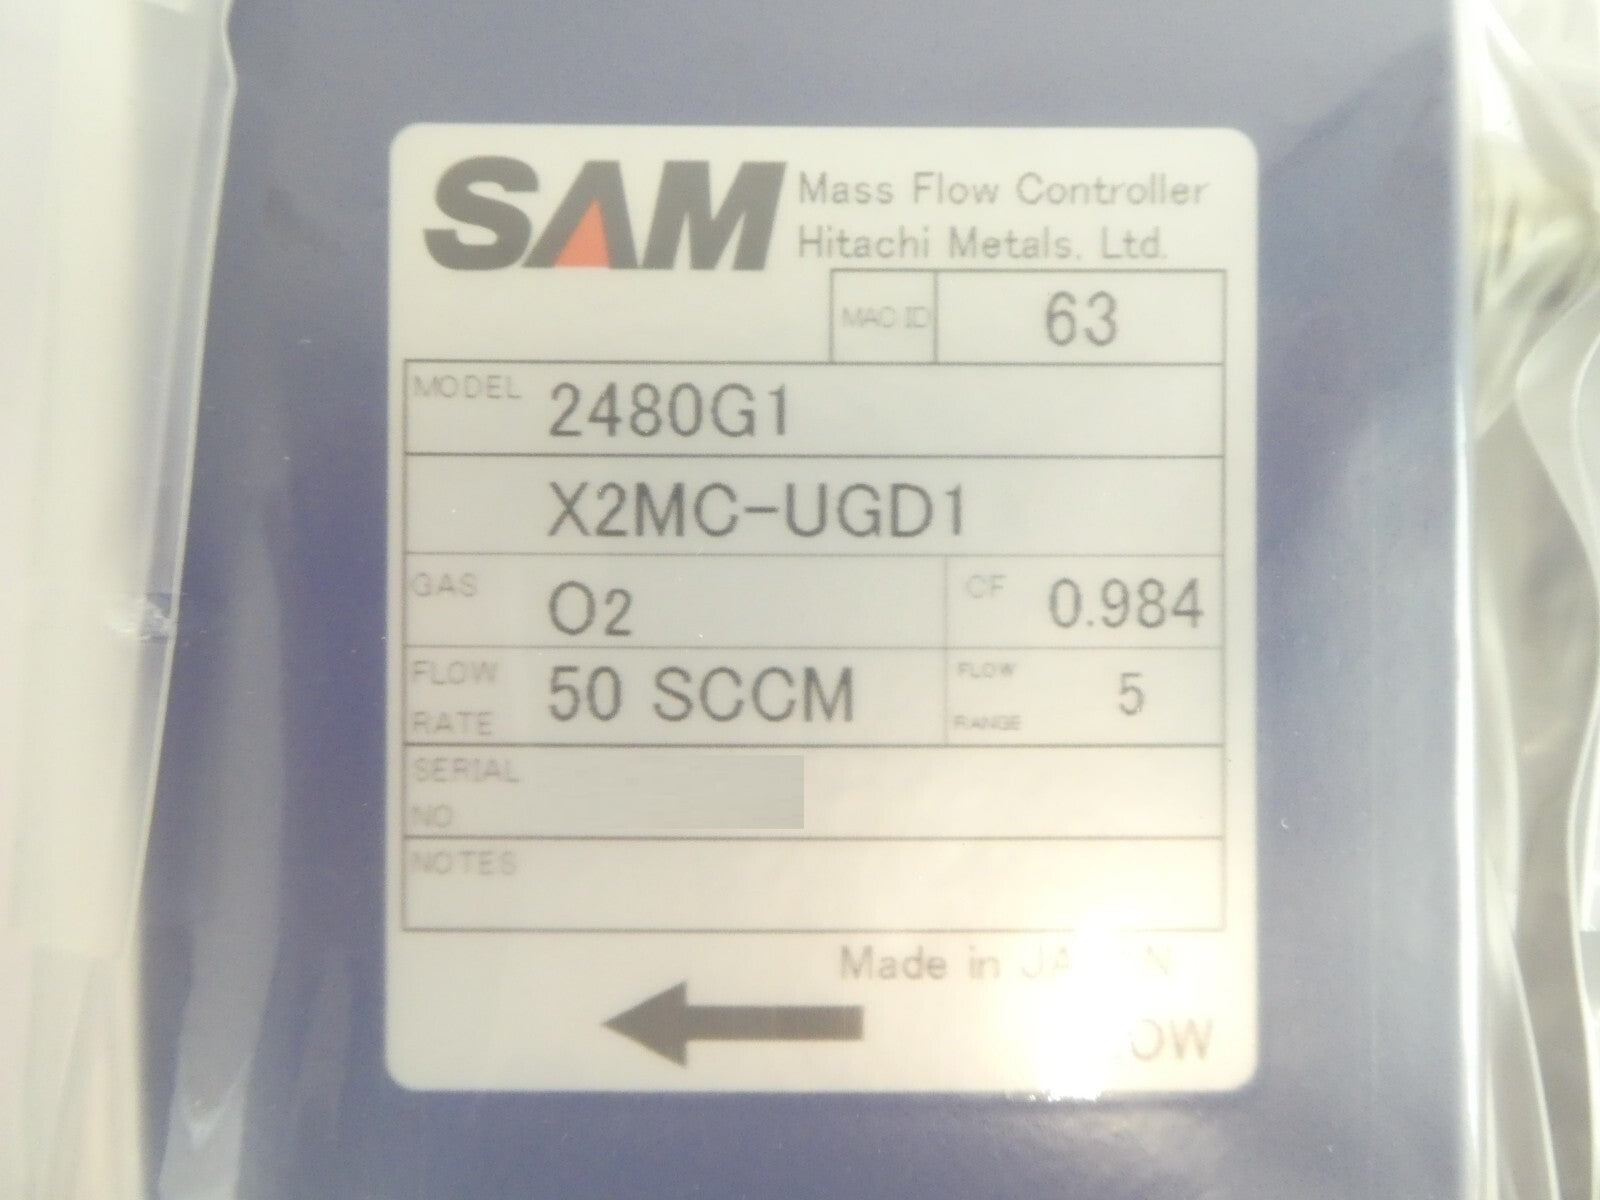 SAM
Mass Flow Controller
Hitachi Metals, Ltd.
MAC ID 63
MODEL 2480G1
X2MC-UGD1
GAS O2 CF 0.984
FLOW RATE 50 SCCM FLOW RANGE 5
SERIAL NO
NOTES
Made in JAPAN